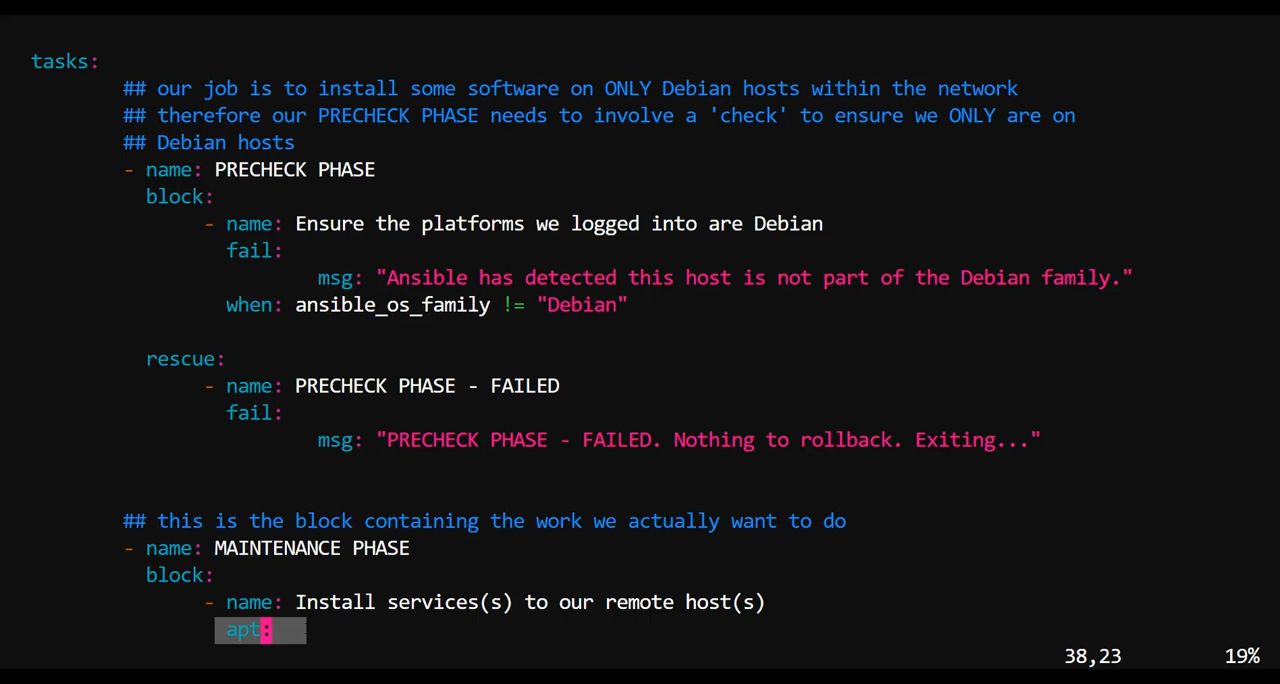 tasks:
## our job is to install some software on ONLY Debian hosts within the network
## therefore our PRECHECK PHASE needs to involve a 'check' to ensure we ONLY are on
## Debian hosts
- name: PRECHECK PHASE
block:
- name: Ensure the platforms we logged into are Debian
fail:
msg: "Ansible has detected this host is not part of the Debian family."
when: ansible_os_family != "Debian"
rescue:
- name: PRECHECK PHASE - FAILED
fail:
msg: "PRECHECK PHASE - FAILED. Nothing to rollback. Exiting..."
## this is the block containing the work we actually want to do
- name: MAINTENANCE PHASE
block:
- name: Install services(s) to our remote host(s)
apt:
38,23 19%